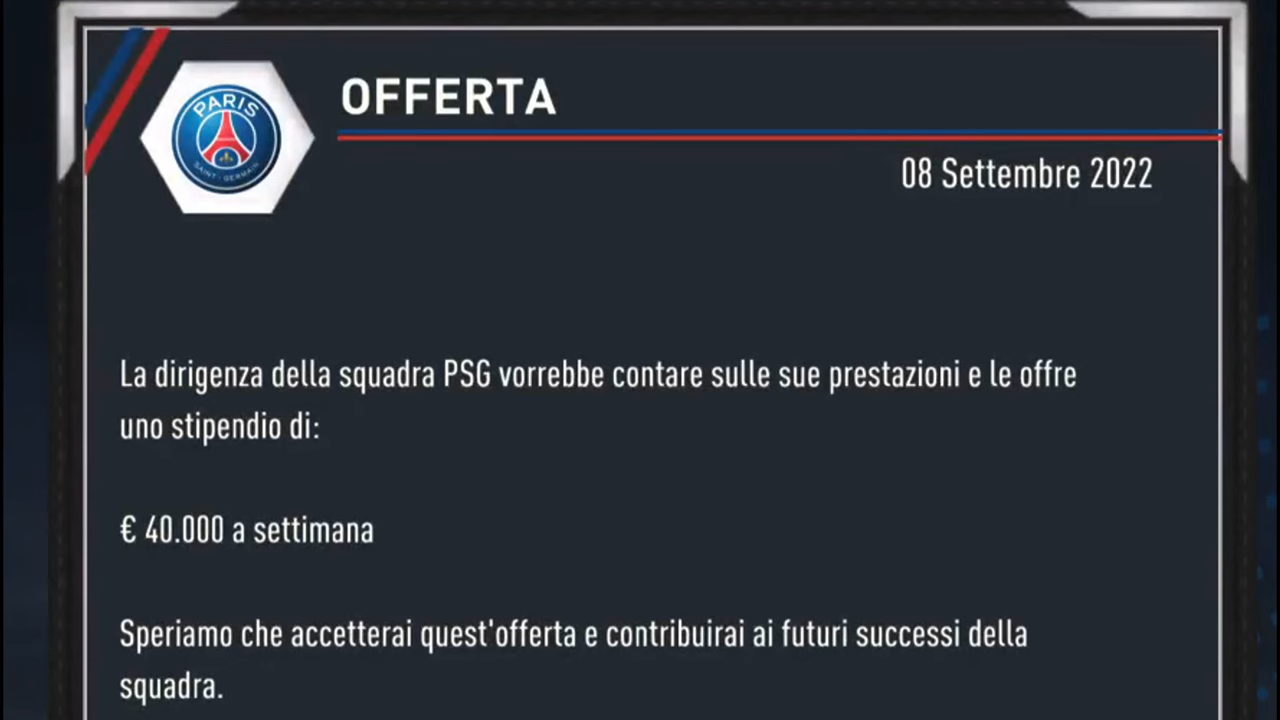 PARIS
SAINT-GERMAIN
OFFERTA
08 Settembre 2022
La dirigenza della squadra PSG vorrebbe contare sulle sue prestazioni e le offre
uno stipendio di:
€ 40.000 a settimana
Speriamo che accetterai quest'offerta e contribuirai ai futuri successi della
squadra.